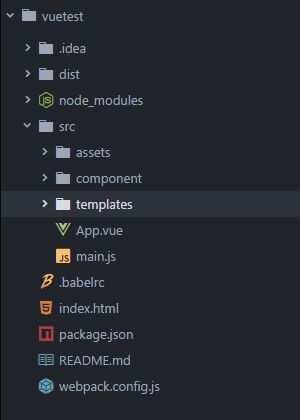 vuetest
.idea
dist
node_modules
src
assets
component
templates
App.vue
JS main.js
.babelrc
index.html
package.json
README.md
webpack.config.js